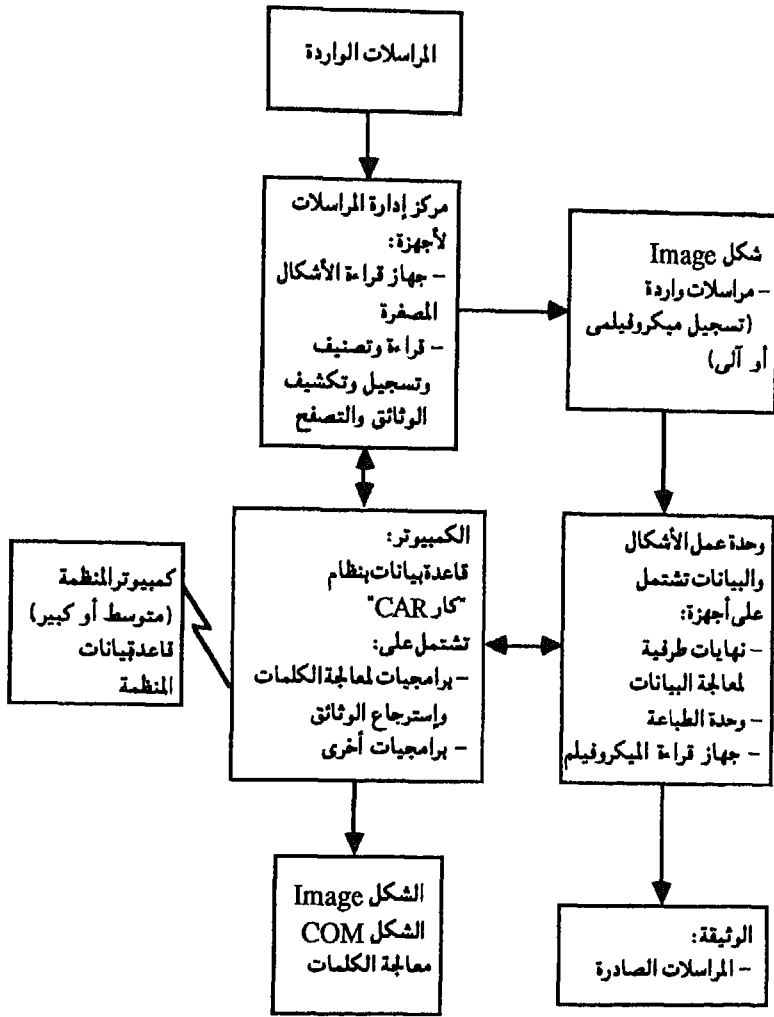 المراسلات الواردة
مركز إدارة المراسلات
لأجهزة:
– جهاز قراءة الأشكال
المصغرة
– قراءة وتصنيف
وتسجيل وتكشيف
الوثائق والتصفح
شكل Image
– مراسلات واردة
(تسجيل ميكروفيلمى
أو آلى)
الكمبيوتر:
قاعدة بيانات بنظام
"كار CAR"
تشتمل على:
– برامجيات لمعالجة الكلمات
وإسترجاع الوثائق
– برامجيات أخرى
وحدة عمل الأشكال
والبيانات تشتمل
على أجهزة:
– نهايات طرفية
لمعالجة البيانات
– وحدة الطباعة
– جهاز قراءة الميكروفيلم
كمبيوتر المنظمة
(متوسط أو كبير)
قاعدة بيانات
المنظمة
الشكل Image
الشكل COM
معالجة الكلمات
الوثيقة:
– المراسلات الصادرة